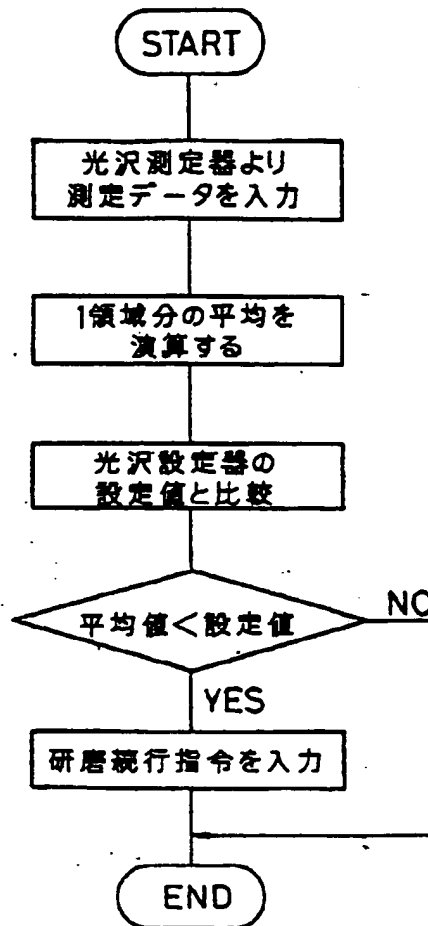 START
光沢測定器より
測定データを入力
1領域分の平均を
演算する
光沢設定器の
設定値と比較
平均値<設定値
NO
YES
研磨続行指令を入力
END